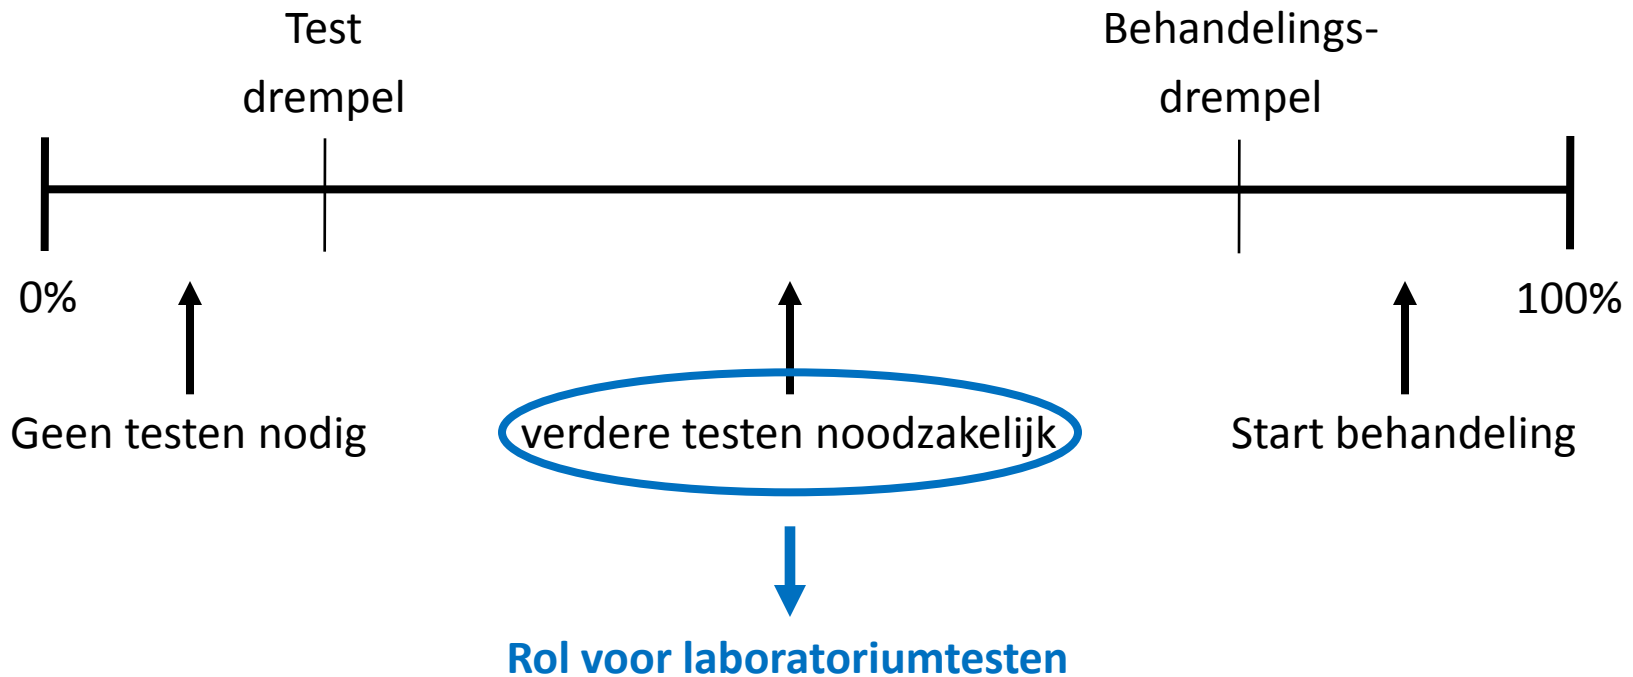 Test
drempel
Behandelings-
drempel
0%
100%
Geen testen nodig
verdere testen noodzakelijk
Start behandeling
Rol voor laboratoriumtesten